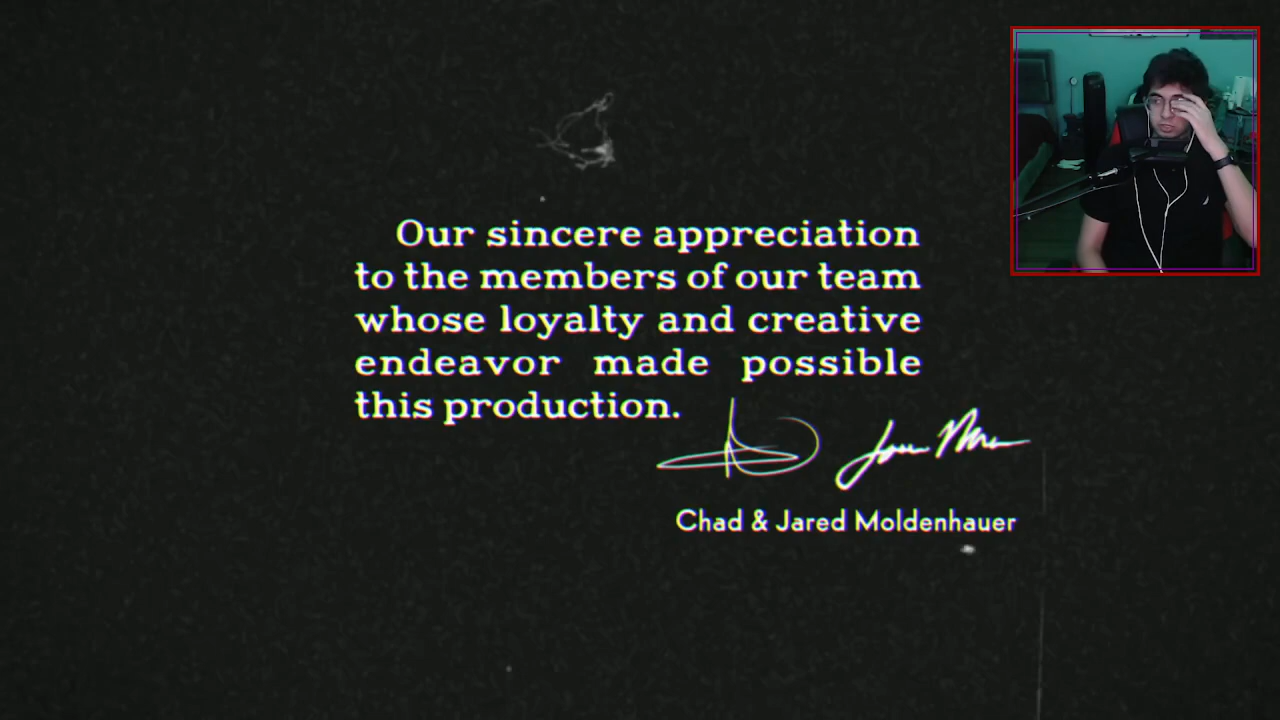 Our sincere appreciation
to the members of our team
whose loyalty and creative
endeavor made possible
this production.
Chad & Jared Moldenhauer